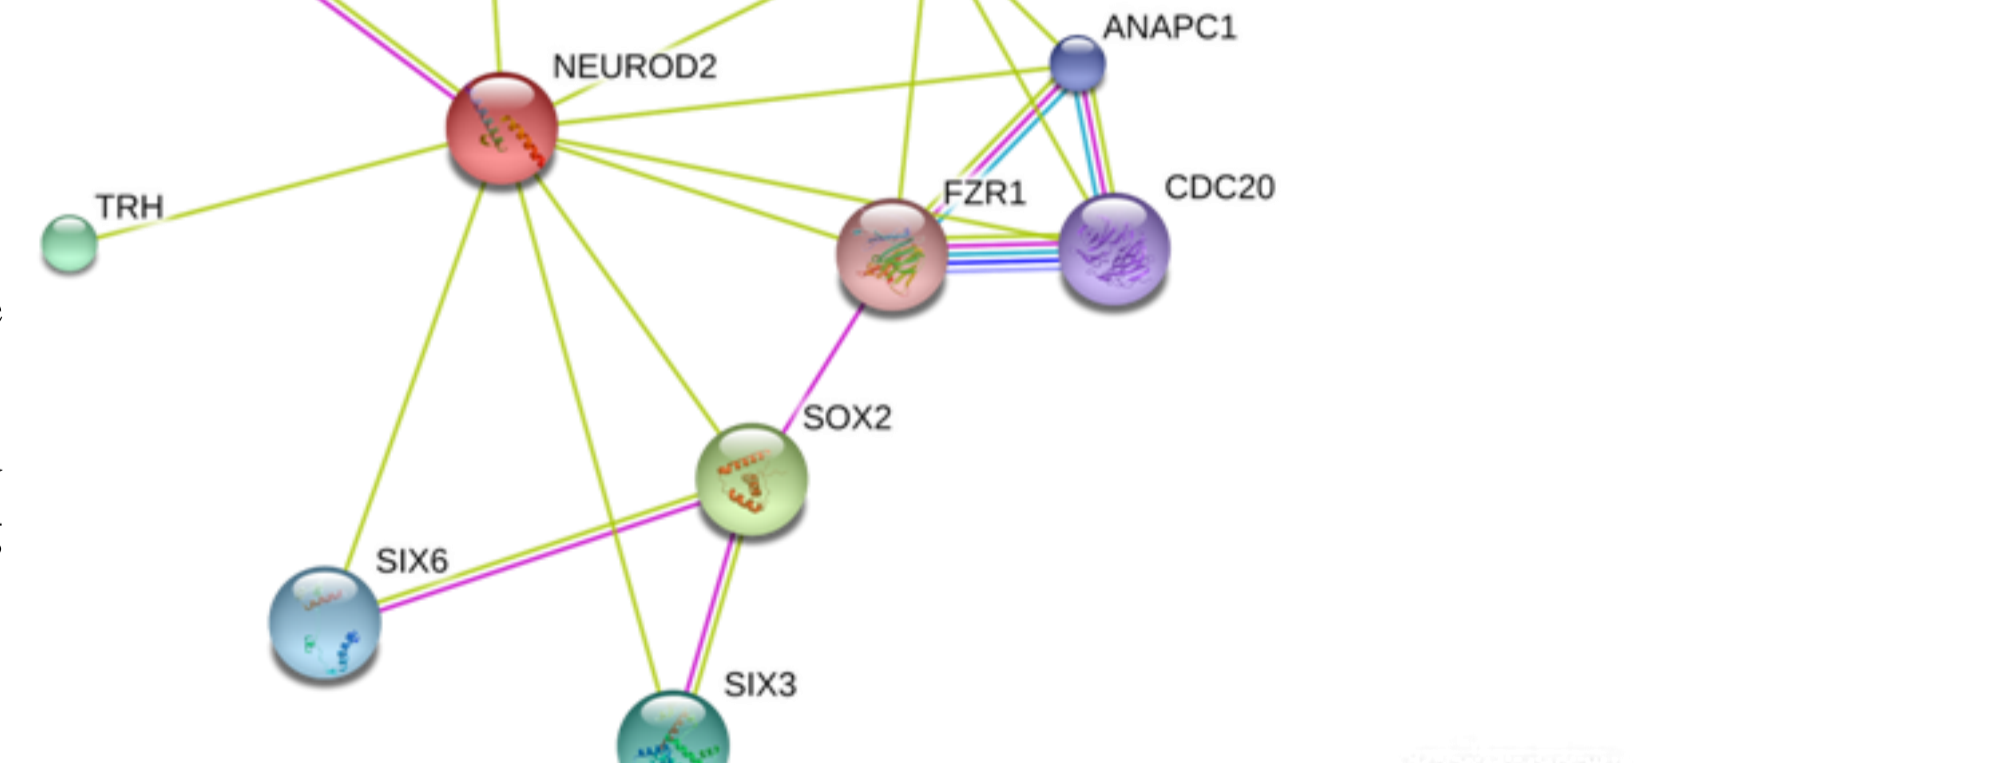 ANAPC1
NEUROD2
CDC20
FZR1
TRH
SOX2
SIX6
SIX3